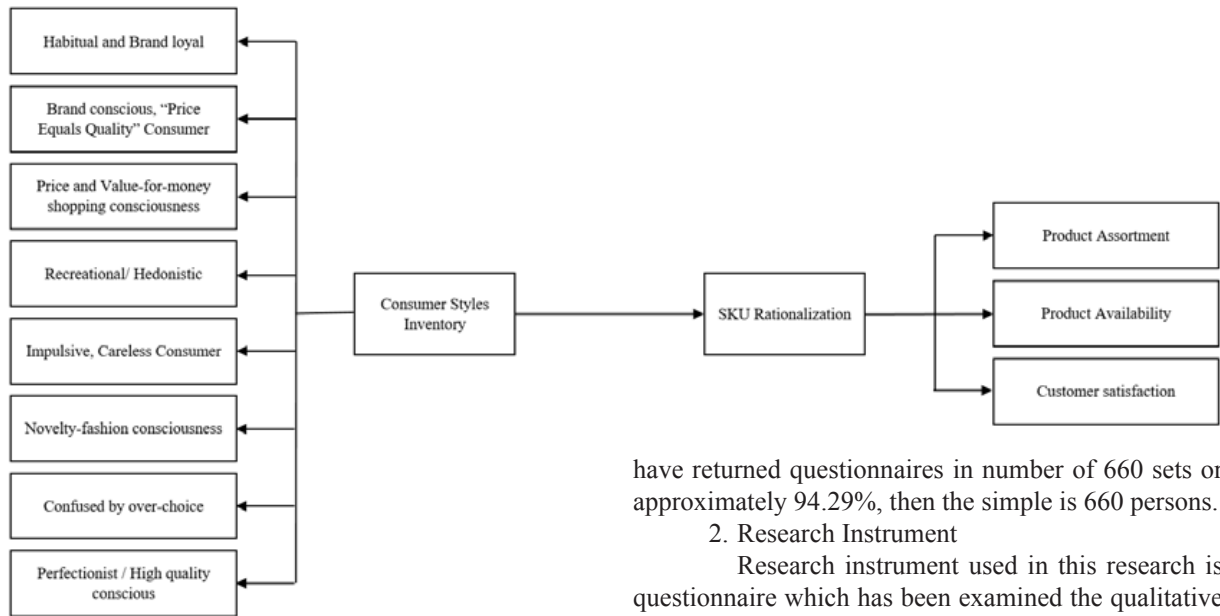 Habitual and Brand loyal
Brand conscious, “Price
Equals Quality” Consumer
Price and Value-for-money
shopping consciousness
Recreational/ Hedonistic
Impulsive, Careless Consumer
Novelty-fashion consciousness
Confused by over-choice
Perfectionist / High quality
conscious
Consumer Styles
Inventory
SKU Rationalization
Product Assortment
Product Availability
Customer satisfaction
have returned questionnaires in number of 660 sets or
approximately 94.29%, then the simple is 660 persons.
2. Research Instrument
Research instrument used in this research is
questionnaire which has been examined the qualitative